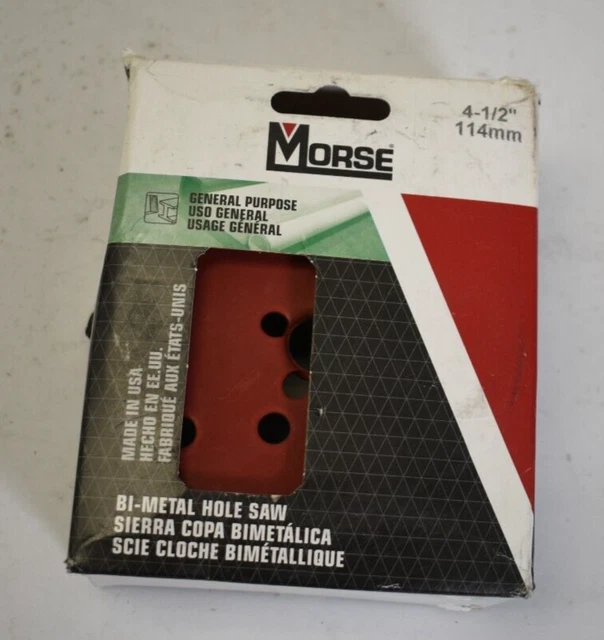 4-1/2"
114mm
MORSE
GENERAL PURPOSE
USO GENERAL
USAGE GÉNÉRAL
MADE IN USA
HECHO EN EE.UU.
FABRIQUÉ AUX ÉTATS-UNIS
BI-METAL HOLE SAW
SIERRA COPA BIMETÁLICA
SCIE CLOCHE BIMÉTALLIQUE